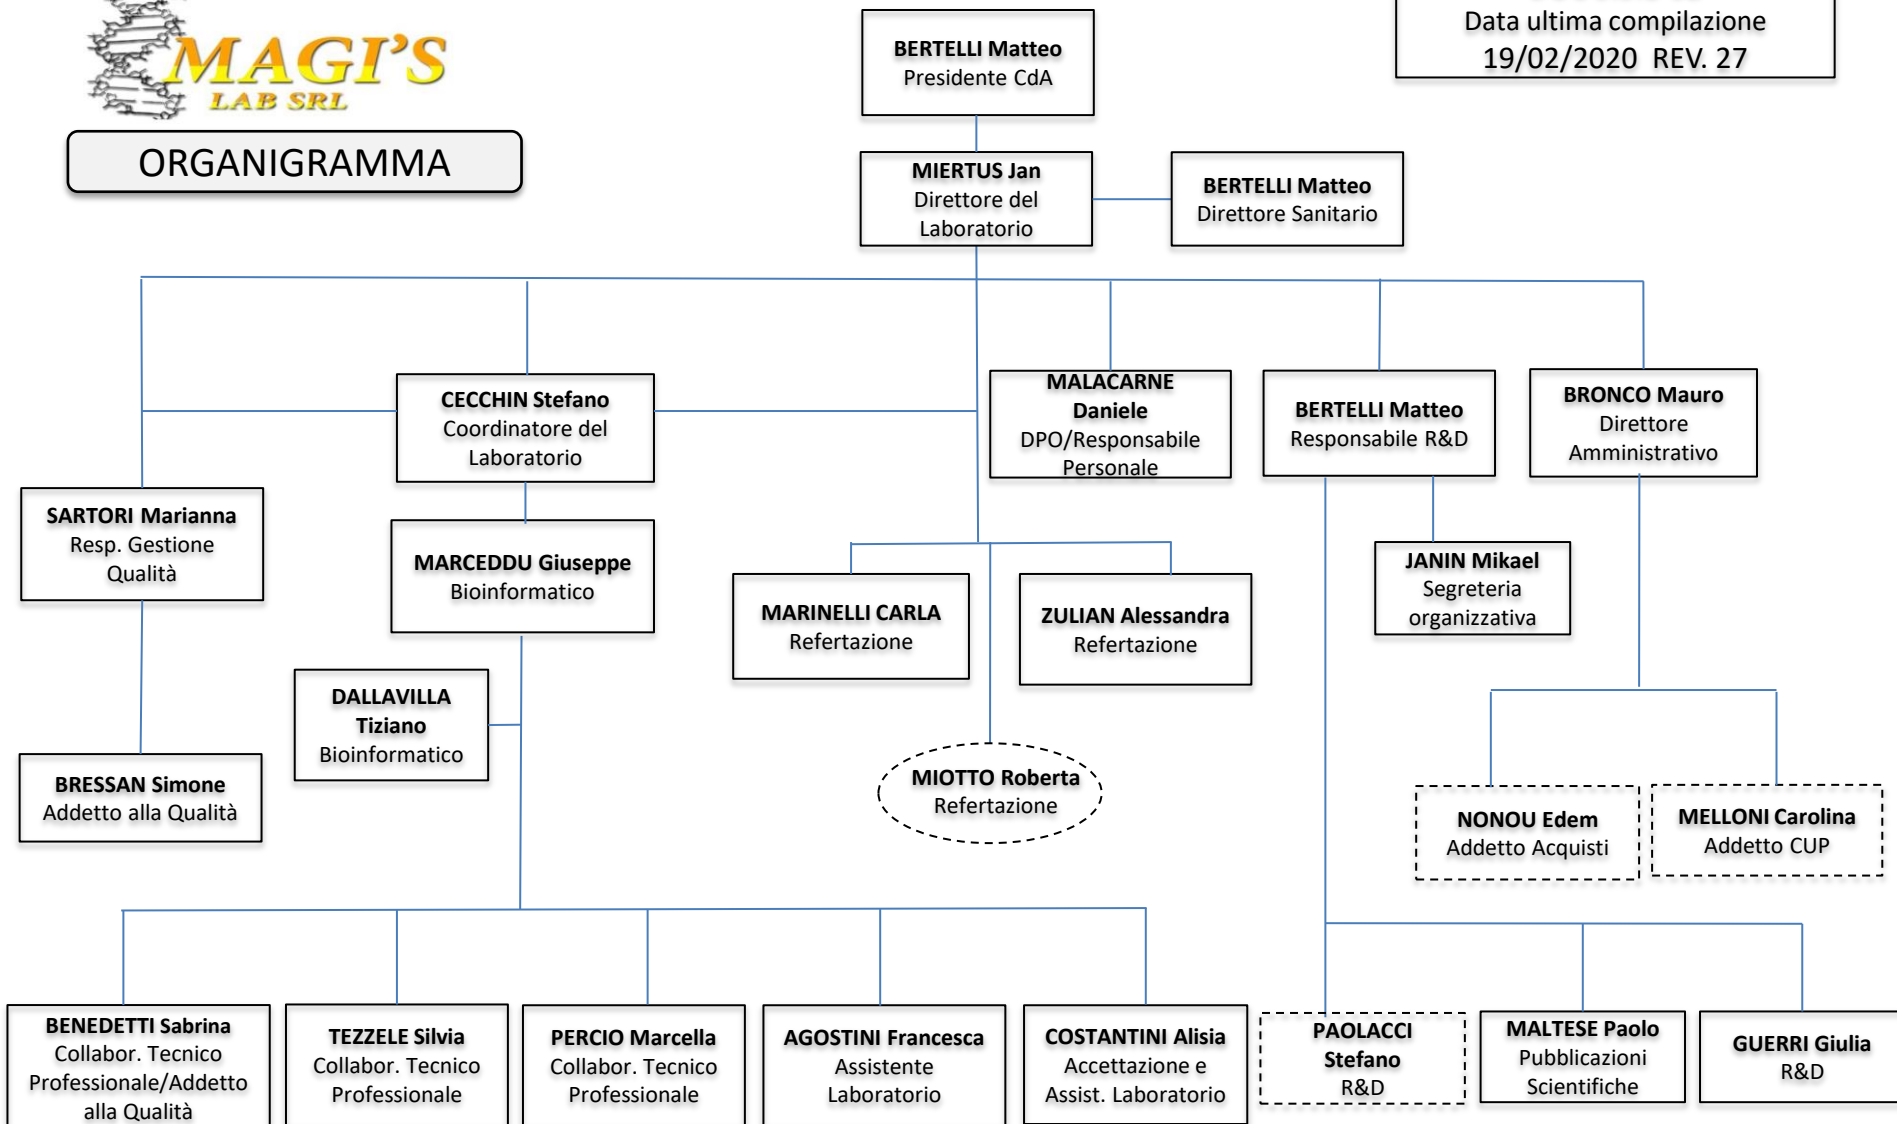 MAGI'S
LAB SRL
ORGANIGRAMMA
BERTELLI Matteo
Presidente CdA
Data ultima compilazione
19/02/2020 REV. 27
MIERTUS Jan
Direttore del
Laboratorio
BERTELLI Matteo
Direttore Sanitario
CECCHIN Stefano
Coordinatore del
Laboratorio
MALACARNE
Daniele
DPO/Responsabile
Personale
BERTELLI Matteo
Responsabile R&D
BRONCO Mauro
Direttore
Amministrativo
SARTORI Marianna
Resp. Gestione
Qualità
MARCEDDU Giuseppe
Bioinformatico
MARINELLI CARLA
Refertazione
ZULIAN Alessandra
Refertazione
JANIN Mikael
Segreteria
organizzativa
DALLAVILLA
Tiziano
Bioinformatico
BRESSAN Simone
Addetto alla Qualità
MIOTTO Roberta
Refertazione
NONOU Edem
Addetto Acquisti
MELLONI Carolina
Addetto CUP
BENEDETTI Sabrina
Collabor. Tecnico
Professionale/Addetto
alla Qualità
TEZZELE Silvia
Collabor. Tecnico
Professionale
PERCIO Marcella
Collabor. Tecnico
Professionale
AGOSTINI Francesca
Assistente
Laboratorio
COSTANTINI Alisia
Accettazione e
Assist. Laboratorio
PAOLACCI
Stefano
R&D
MALTESE Paolo
Pubblicazioni
Scientifiche
GUERRI Giulia
R&D